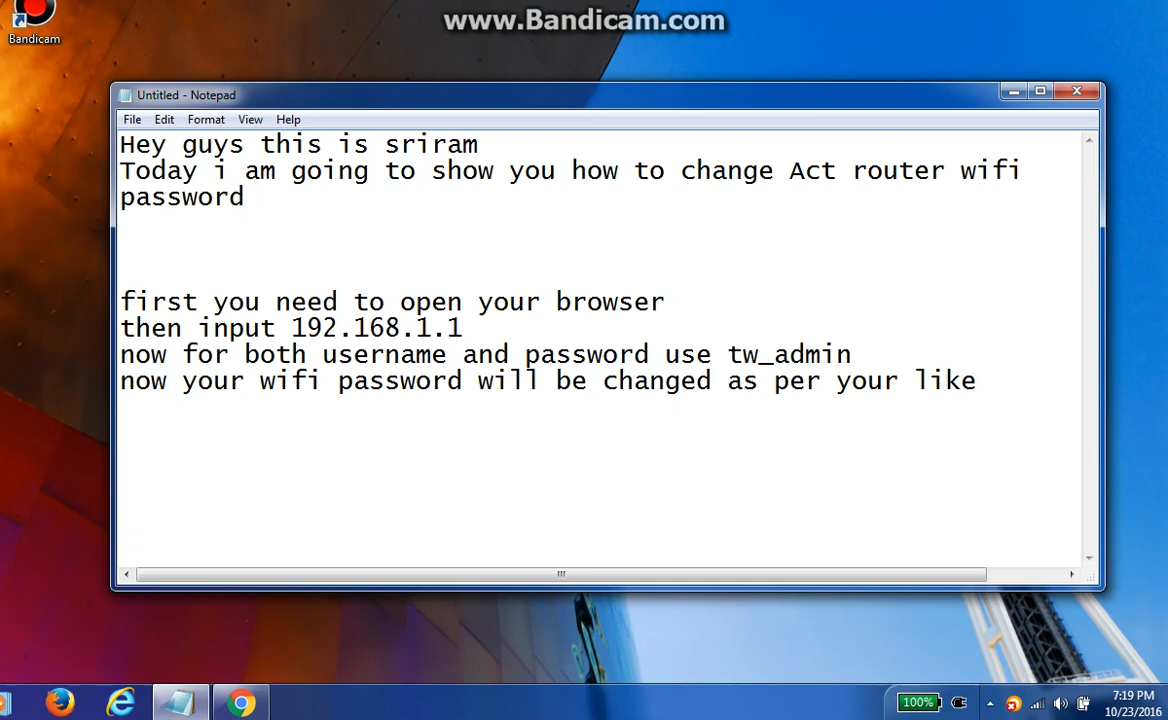 www.Bandicam.com
Bandicam
Untitled - Notepad
File Edit Format View Help
Hey guys this is sriram
Today i am going to show you how to change Act router wifi
password
first you need to open your browser
then input 192.168.1.1
now for both username and password use tw_admin
now your wifi password will be changed as per your like
100%
7:19 PM
10/23/2016